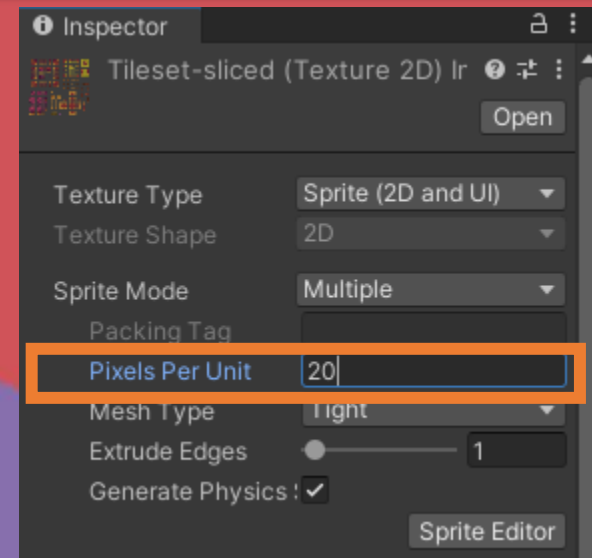 Inspector
Tileset-sliced (Texture 2D) Ir
Open
Texture Type Sprite (2D and UI)
Texture Shape 2D
Sprite Mode Multiple
Packing Tag
Pixels Per Unit 20
Mesh Type Tight
Extrude Edges 1
Generate Physics S
Sprite Editor